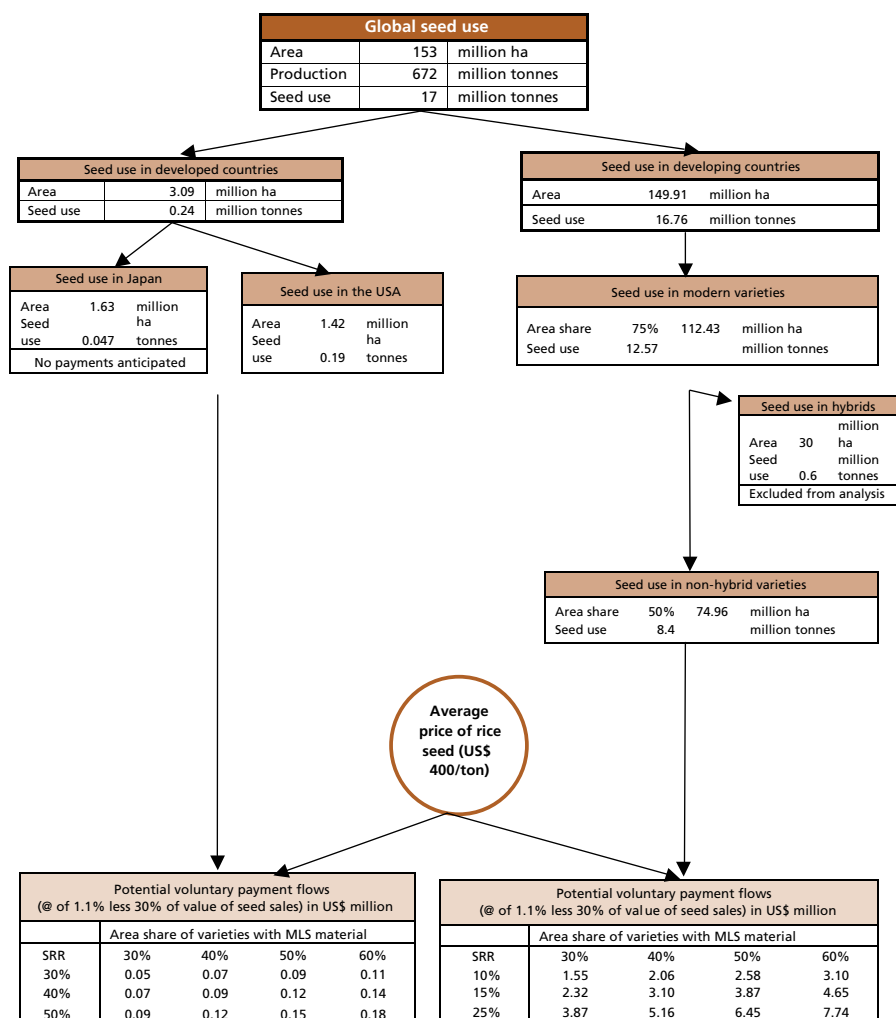 Global seed use
Area 153 million ha
Production 672 million tonnes
Seed use 17 million tonnes
Seed use in developed countries
Area 3.09 million ha
Seed use 0.24 million tonnes
Seed use in developing countries
Area 149.91 million ha
Seed use 16.76 million tonnes
Seed use in Japan
Area 1.63 million
Seed ha
use 0.047 tonnes
No payments anticipated
Seed use in the USA
Area 1.42 million
Seed ha
use 0.19 tonnes
Seed use in modern varieties
Area share 75% 112.43 million ha
Seed use 12.57 million tonnes
Seed use in hybrids
million
Area 30 ha
Seed million
use 0.6 tonnes
Excluded from analysis
Seed use in non-hybrid varieties
Area share 50% 74.96 million ha
Seed use 8.4 million tonnes
Average
price of rice
seed (US$
400/ton)
Potential voluntary payment flows
(@ of 1.1% less 30% of value of seed sales) in US$ million
Area share of varieties with MLS material
SRR 30% 40% 50% 60%
30% 0.05 0.07 0.09 0.11
40% 0.07 0.09 0.12 0.14
50% 0.09 0.12 0.15 0.18
Potential voluntary payment flows
(@ of 1.1% less 30% of value of seed sales) in US$ million
Area share of varieties with MLS material
SRR 30% 40% 50% 60%
10% 1.55 2.06 2.58 3.10
15% 2.32 3.10 3.87 4.65
25% 3.87 5.16 6.45 7.74